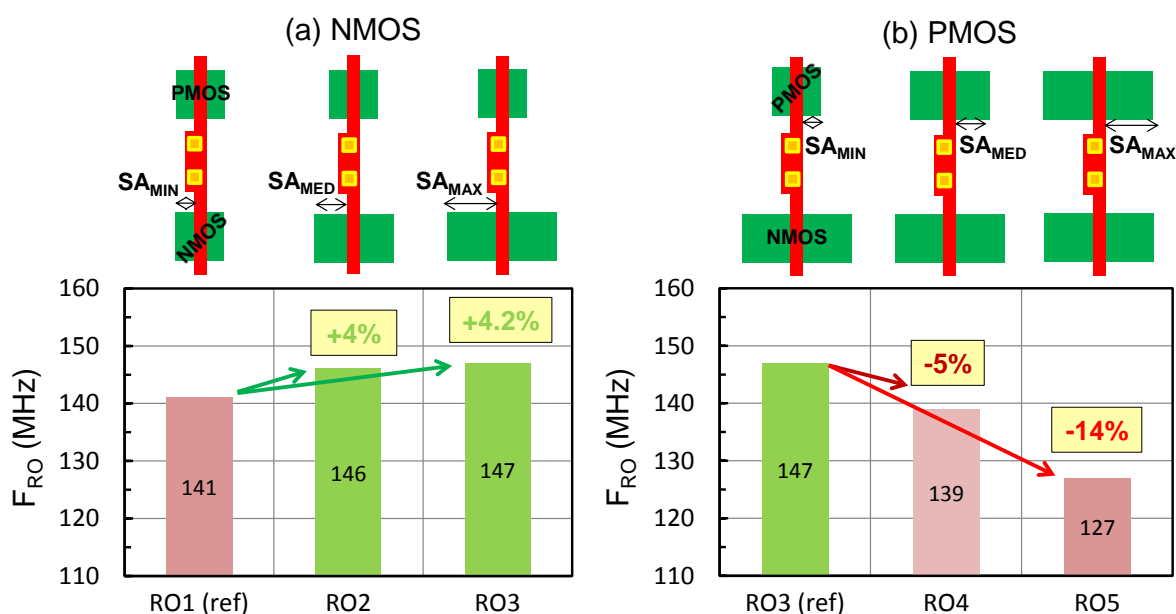 (a) NMOS
PMOS
SAMIN
NMOS
SAMED
SAMAX
FRO (MHz)
160
150
140
130
120
110
+4%
+4.2%
141
146
147
RO1 (ref)
RO2
RO3
(b) PMOS
PMOS
SAMIN
SAMED
SAMAX
NMOS
FRO (MHz)
160
150
140
130
120
110
-5%
-14%
147
139
127
RO3 (ref)
RO4
RO5